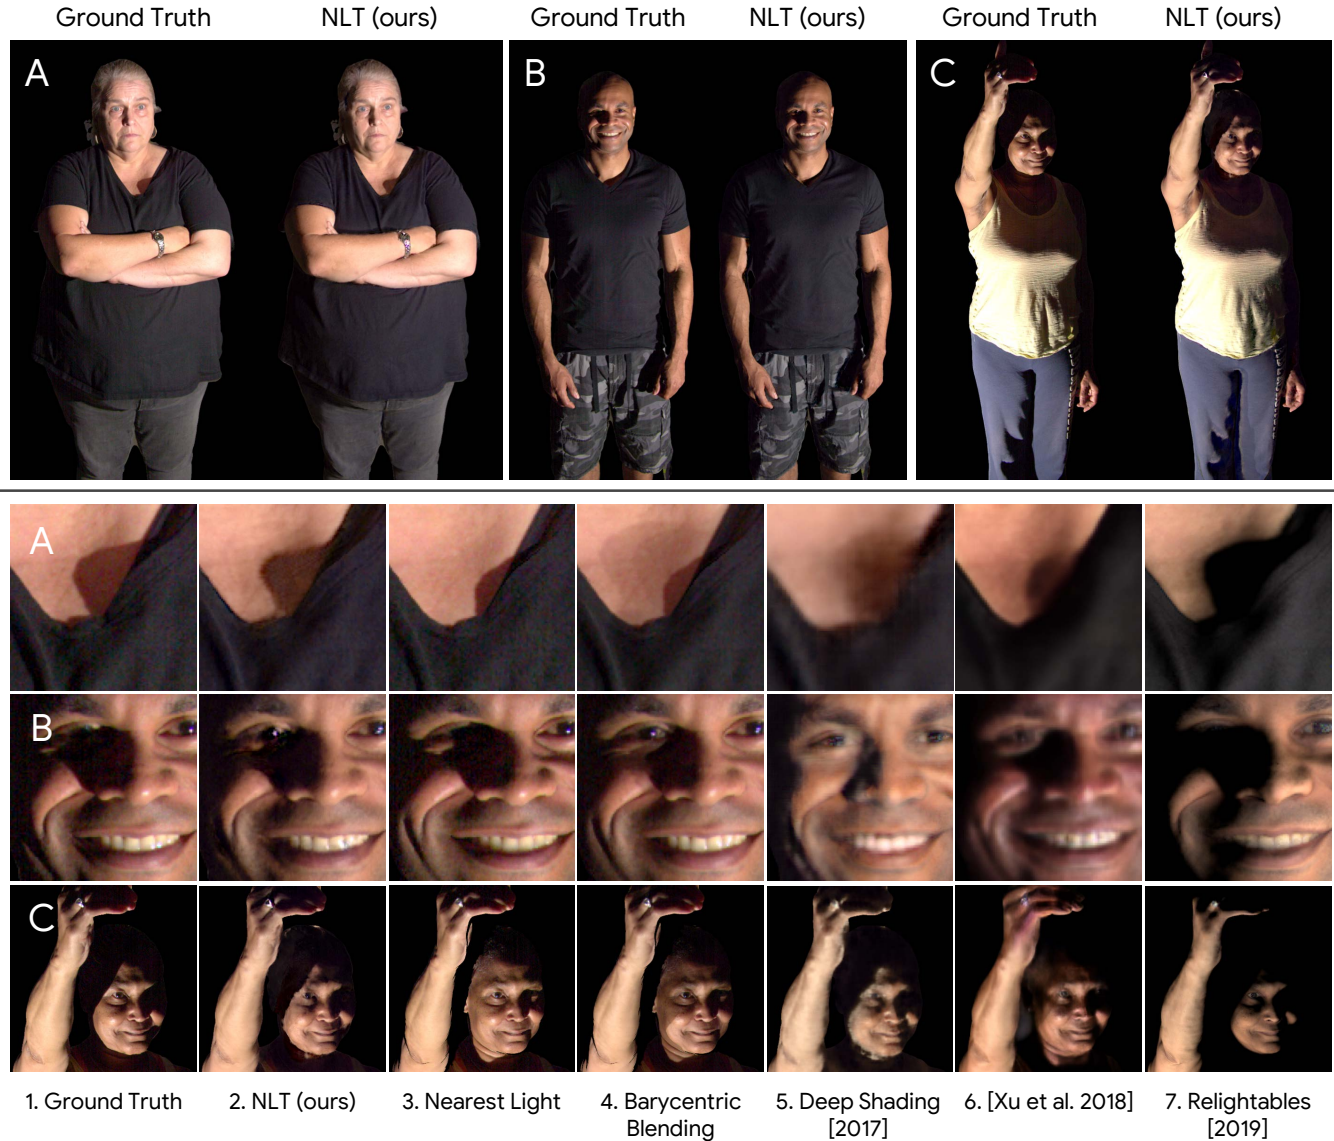 Ground Truth NLT (ours) Ground Truth NLT (ours) Ground Truth NLT (ours)
A B C
A
B
C
1. Ground Truth 2. NLT (ours) 3. Nearest Light 4. Barycentric Blending 5. Deep Shading [2017] 6. [Xu et al. 2018] 7. Relightables [2019]